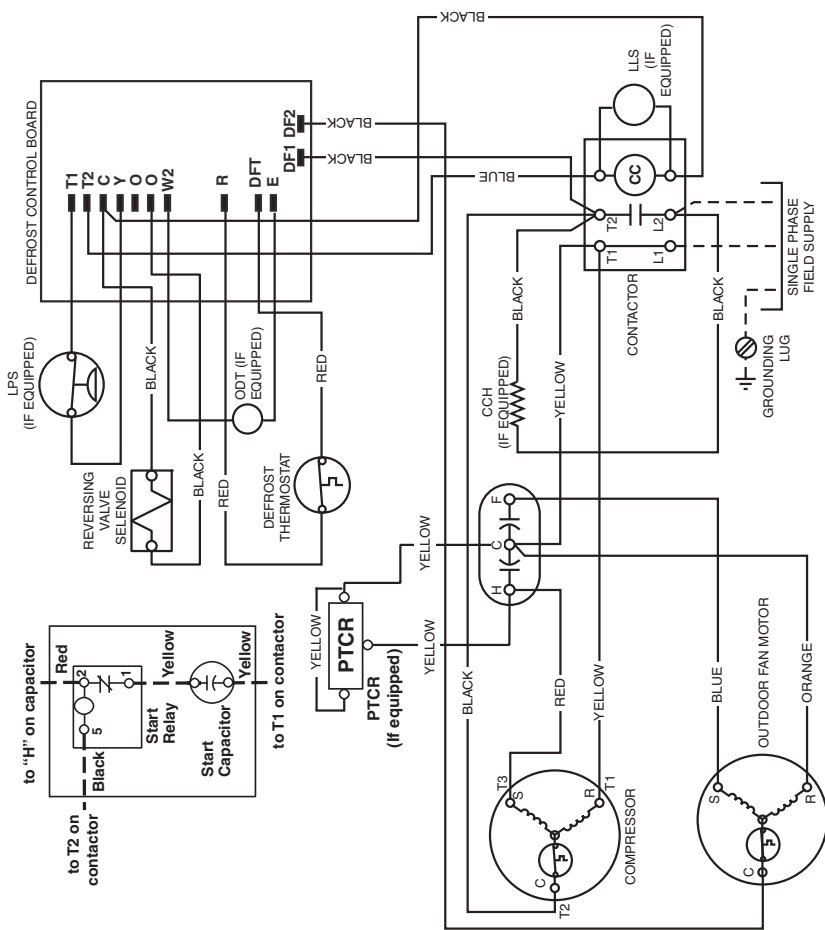 DEFROST CONTROL BOARD
T1
T2
C
Y
O
O
W2
R
DFT
E
DF1
DF2
BLACK
BLACK
BLACK
BLUE
LPS
(IF EQUIPPED)
REVERSING
VALVE
SELENOID
BLACK
BLACK
ODT (IF
EQUIPPED)
RED
RED
DEFROST
THERMOSTAT
LLS
(IF
EQUIPPED)
CC
T2
L2
T1
L1
CONTACTOR
SINGLE PHASE
FIELD SUPPLY
GROUNDING
LUG
BLACK
BLACK
CCH
(IF EQUIPPED)
YELLOW
F
C
H
YELLOW
YELLOW
YELLOW
PTCR
PTCR
(If equipped)
to "H" on capacitor
Red
2
1
5
Black
Start
Relay
Yellow
Start
Capacitor
Yellow
to T1 on contactor
to T2 on
contactor
BLACK
RED
YELLOW
BLUE
ORANGE
T3
S
R
T1
C
T2
COMPRESSOR
OUTDOOR FAN MOTOR
S
R
C